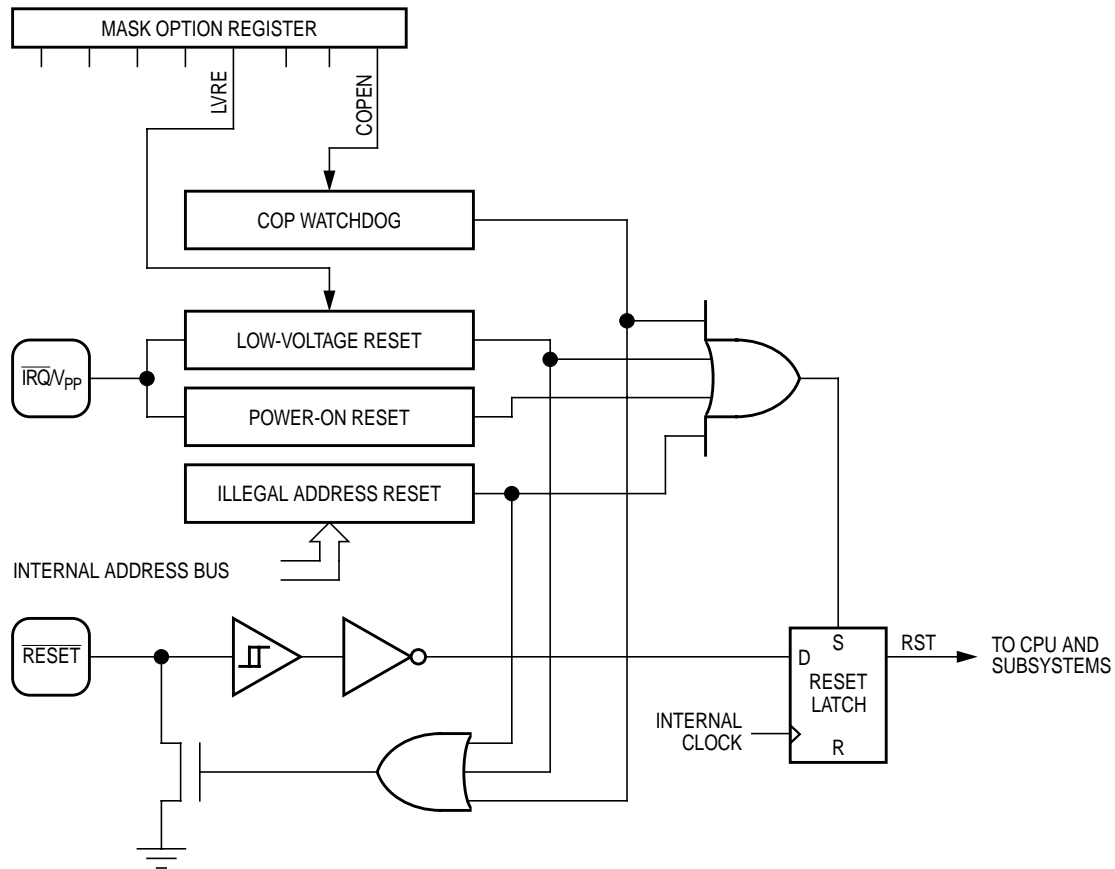 MASK OPTION REGISTER
LVRE
COPEN
COP WATCHDOG
LOW-VOLTAGE RESET
IRQ/VPP
POWER-ON RESET
ILLEGAL ADDRESS RESET
INTERNAL ADDRESS BUS
RESET
D
S
RST
TO CPU AND
SUBSYSTEMS
RESET
LATCH
INTERNAL
CLOCK
R